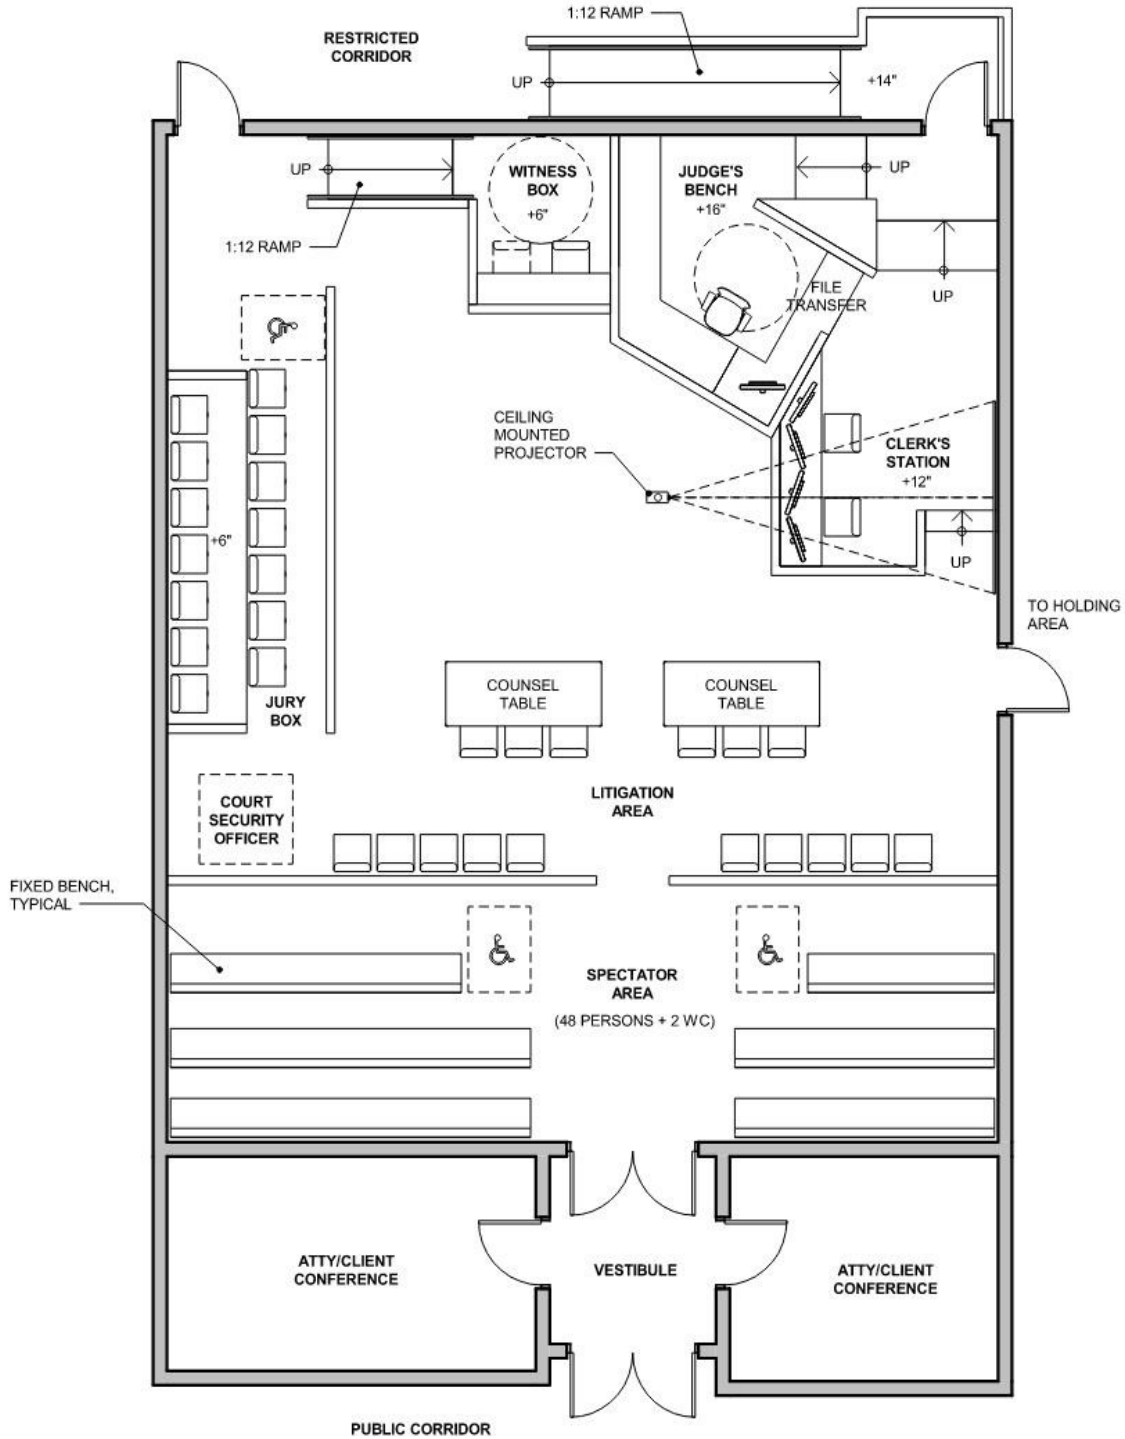 1:12 RAMP
RESTRICTED
CORRIDOR
UP
+14"
UP
WITNESS
BOX
+6"
JUDGE'S
BENCH
+16"
UP
1:12 RAMP
UP
FILE
TRANSFER
CEILING
MOUNTED
PROJECTOR
CLERK'S
STATION
+12"
+6"
UP
TO HOLDING
AREA
COUNSEL
TABLE
COUNSEL
TABLE
JURY
BOX
LITIGATION
AREA
COURT
SECURITY
OFFICER
FIXED BENCH,
TYPICAL
SPECTATOR
AREA
(48 PERSONS + 2 WC)
ATTY/CLIENT
CONFERENCE
VESTIBULE
ATTY/CLIENT
CONFERENCE
PUBLIC CORRIDOR